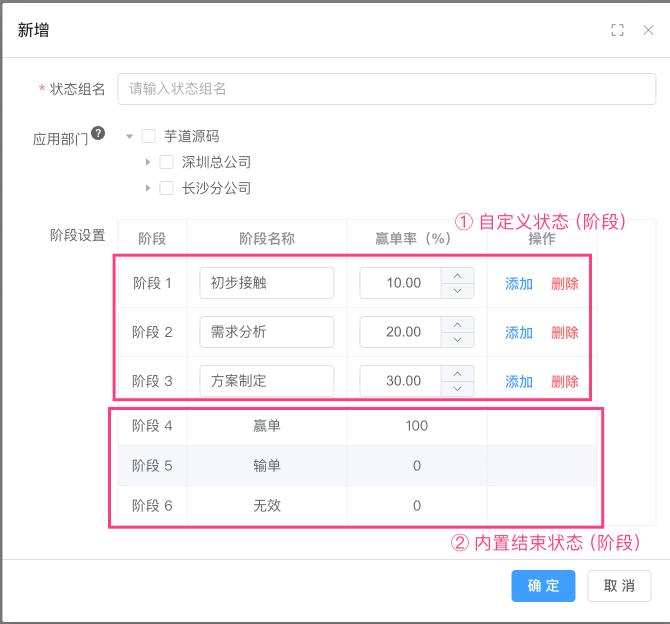 新增
* 状态组名 请输入状态组名
应用部门 ? 芋道源码
深圳总公司
长沙分公司
① 自定义状态（阶段）
阶段设置 阶段 阶段名称 赢单率（%） 操作
阶段 1 初步接触 10.00 添加 删除
阶段 2 需求分析 20.00 添加 删除
阶段 3 方案制定 30.00 添加 删除
阶段 4 赢单 100
阶段 5 输单 0
阶段 6 无效 0
② 内置结束状态（阶段）
确 定 取 消